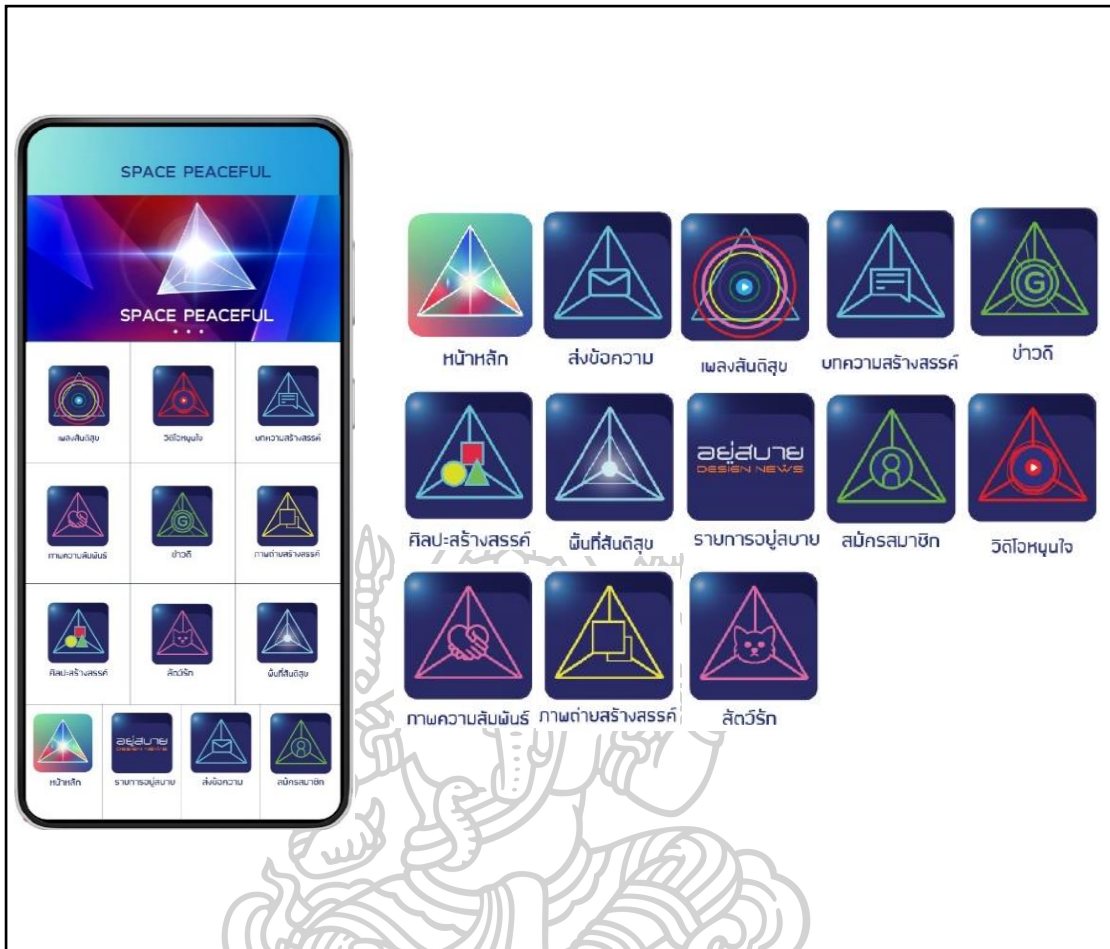 SPACE PEACEFUL
SPACE PEACEFUL
เพลงสันติสุข วิดีโอหนุนใจ บทความสร้างสรรค์
ภาพความสัมพันธ์ ข่าวดี ภาพถ่ายสร้างสรรค์
ศิลปะสร้างสรรค์ สัตว์รัก พื้นที่สันติสุข
อยู่สบาย
DESIGN NEWS
หน้าหลัก รายการอยู่สบาย ส่งข้อความ สมัครสมาชิก
G
หน้าหลัก ส่งข้อความ เพลงสันติสุข บทความสร้างสรรค์ ข่าวดี
อยู่สบาย
DESIGN NEWS
ศิลปะสร้างสรรค์ พื้นที่สันติสุข รายการอยู่สบาย สมัครสมาชิก วิดีโอหนุนใจ
ภาพความสัมพันธ์ ภาพถ่ายสร้างสรรค์ สัตว์รัก